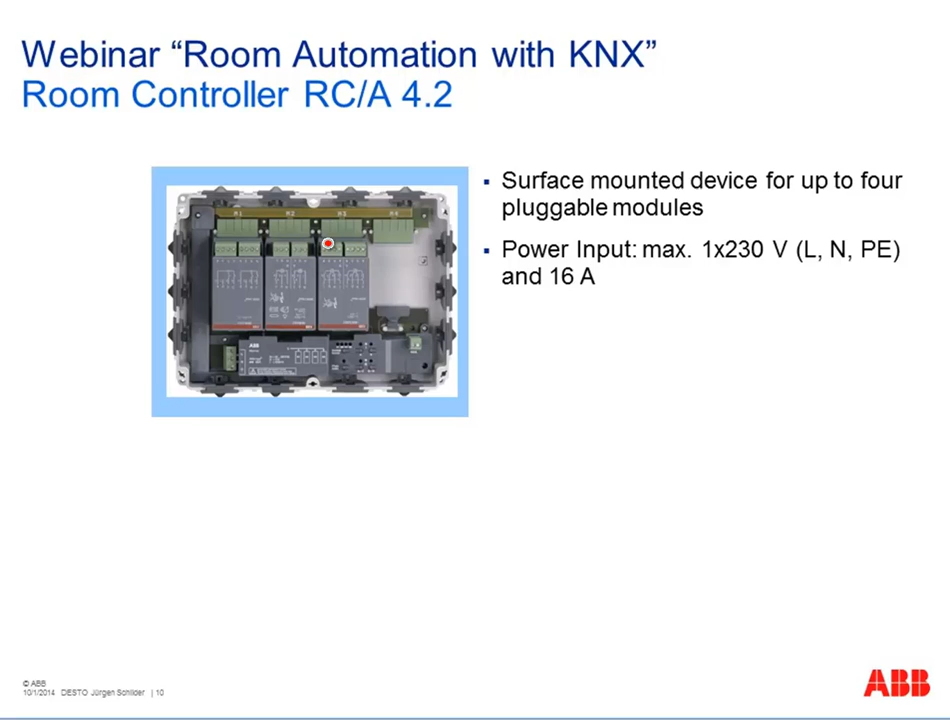 Webinar “Room Automation with KNX”
Room Controller RC/A 4.2
▪ Surface mounted device for up to four
pluggable modules
▪ Power Input: max. 1x230 V (L, N, PE)
and 16 A
ABB
© ABB
10/1/2014 DESTO Jürgen Schilder | 10
ABB